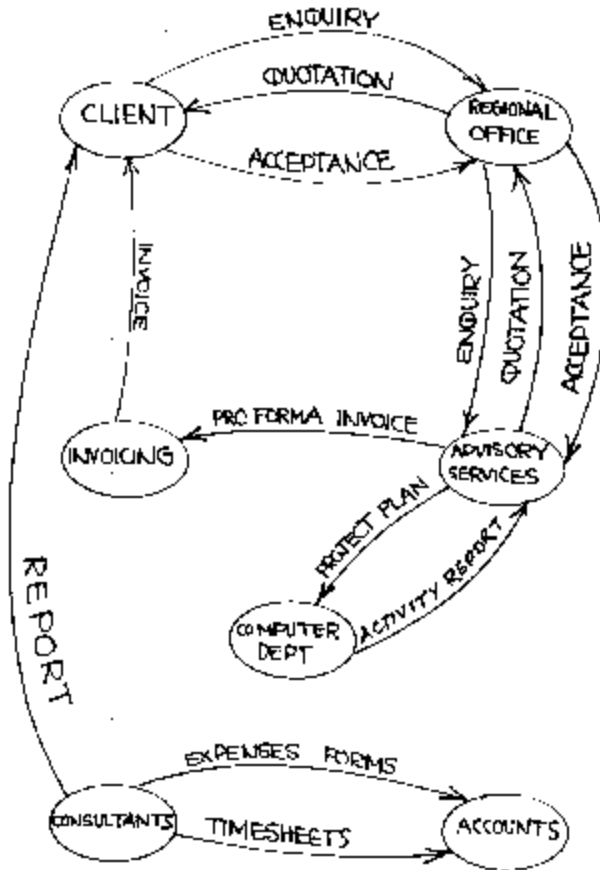 ENQUIRY
QUOTATION
CLIENT
REGIONAL
OFFICE
ACCEPTANCE
INVOICE
ENQUIRY
QUOTATION
ACCEPTANCE
PRO FORMA INVOICE
INVOICING
ADVISORY
SERVICES
PROJECT PLAN
ACTIVITY REPORT
COMPUTER
DEPT
REPORT
EXPENSES FORMS
CONSULTANTS
TIMESHEETS
ACCOUNTS